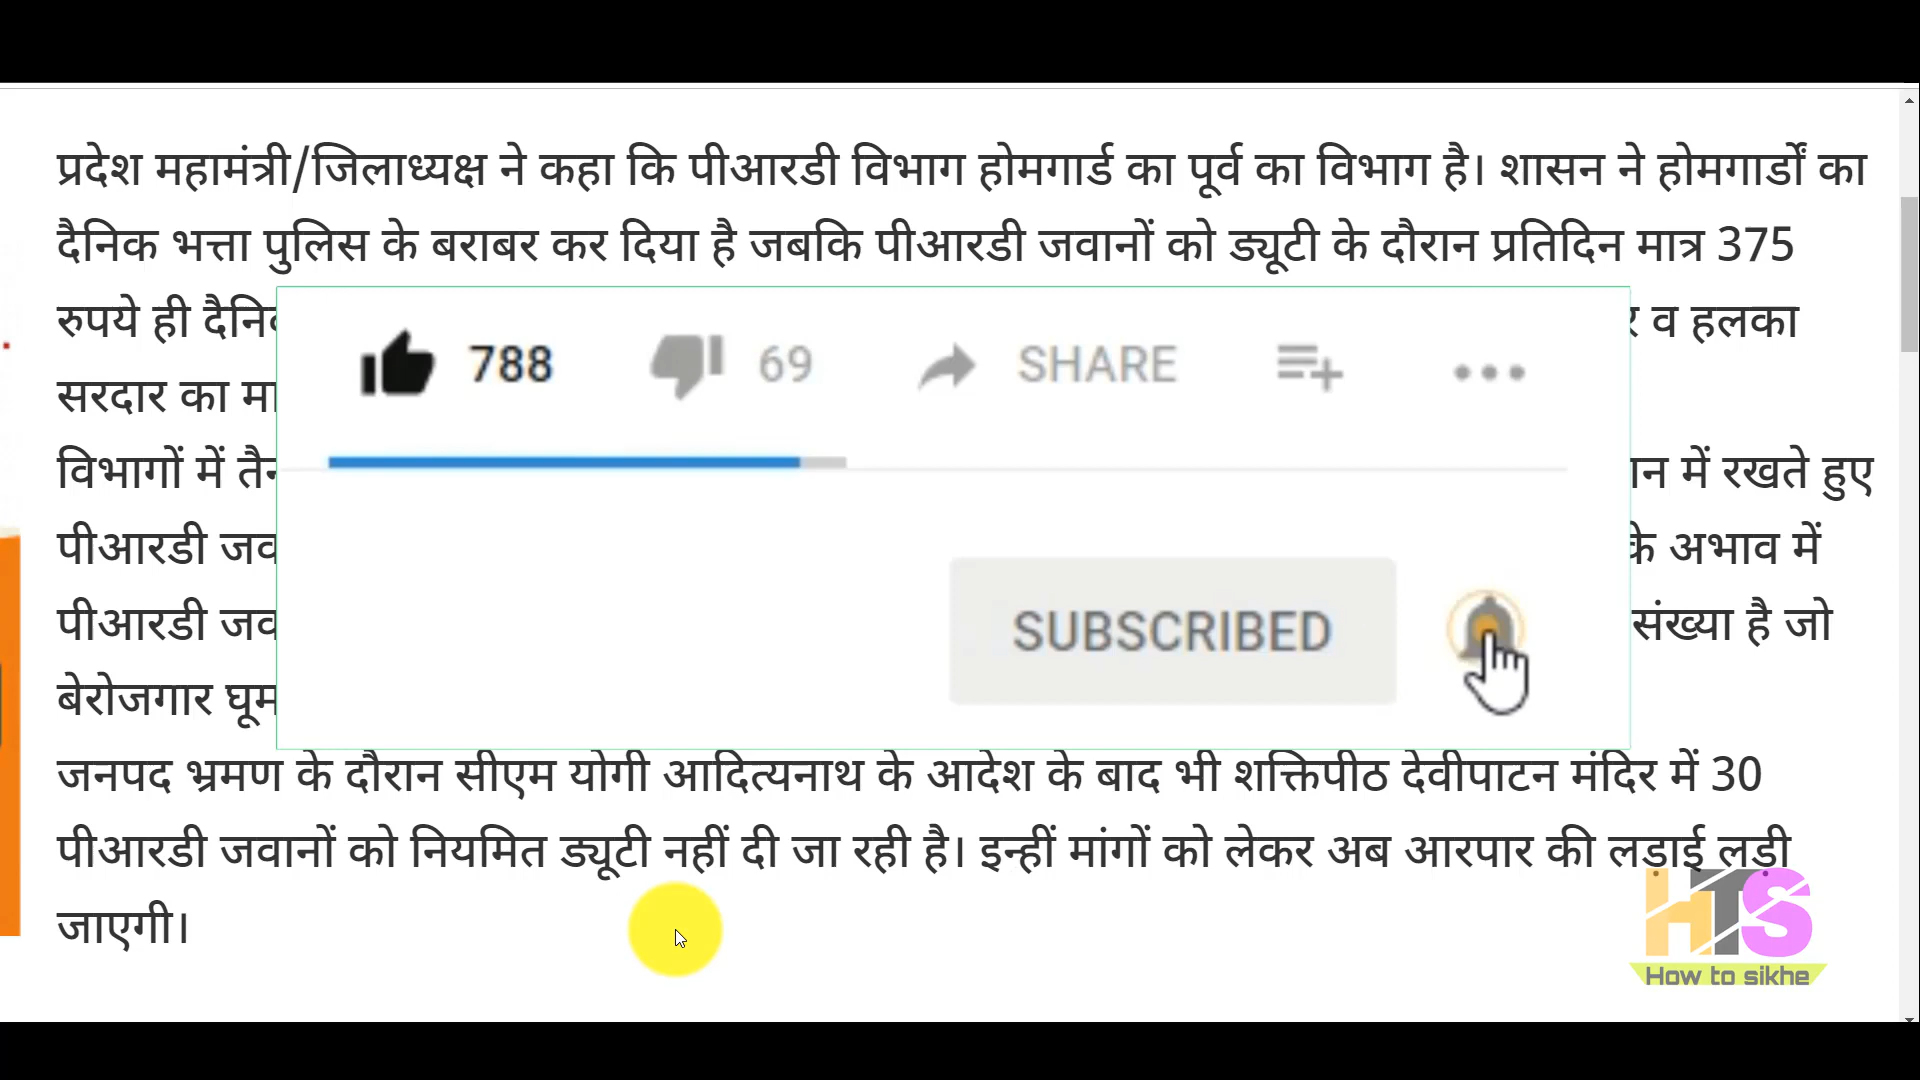 प्रदेश महामंत्री/जिलाध्यक्ष ने कहा कि पीआरडी विभाग होमगार्ड का पूर्व का विभाग है। शासन ने होमगार्डों का
दैनिक भत्ता पुलिस के बराबर कर दिया है जबकि पीआरडी जवानों को ड्यूटी के दौरान प्रतिदिन मात्र 375
रुपये ही व हलका
788 69 SHARE
सरदार का
विभागों में में रखते हुए
पीआरडी के अभाव में
SUBSCRIBED
पीआरडी संख्या है जो
बेरोजगार
जनपद भ्रमण के दौरान सीएम योगी आदित्यनाथ के आदेश के बाद भी शक्तिपीठ देवीपाटन मंदिर में 30
पीआरडी जवानों को नियमित ड्यूटी नहीं दी जा रही है। इन्हीं मांगों को लेकर अब आरपार की लड़ाई लड़ी
जाएगी।
HTS
How to sikhe